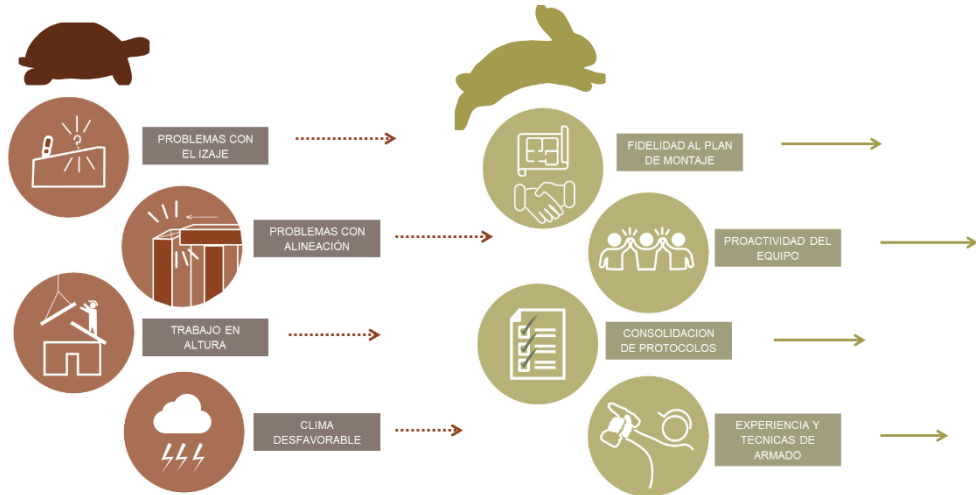 PROBLEMAS CON
EL IZAJE
PROBLEMAS CON
ALINEACIÓN
TRABAJO EN
ALTURA
CLIMA
DESFAVORABLE
FIDELIDAD AL PLAN
DE MONTAJE
PROACTIVIDAD DEL
EQUIPO
CONSOLIDACION
DE PROTOCOLOS
EXPERIENCIA Y
TECNICAS DE
ARMADO